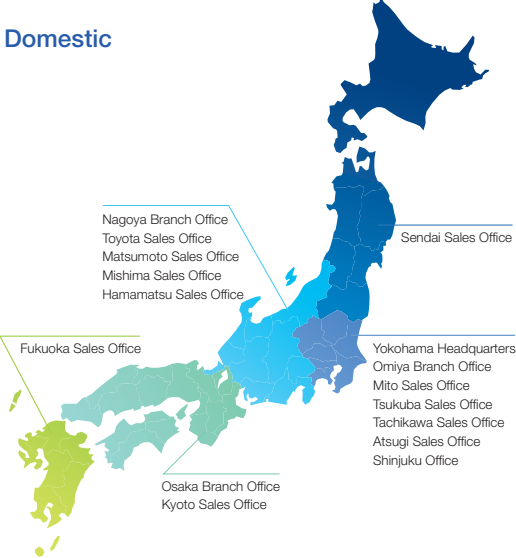 Domestic
Nagoya Branch Office
Toyota Sales Office
Matsumoto Sales Office
Mishima Sales Office
Hamamatsu Sales Office
Sendai Sales Office
Fukuoka Sales Office
Yokohama Headquarters
Omiya Branch Office
Mito Sales Office
Tsukuba Sales Office
Tachikawa Sales Office
Atsugi Sales Office
Shinjuku Office
Osaka Branch Office
Kyoto Sales Office